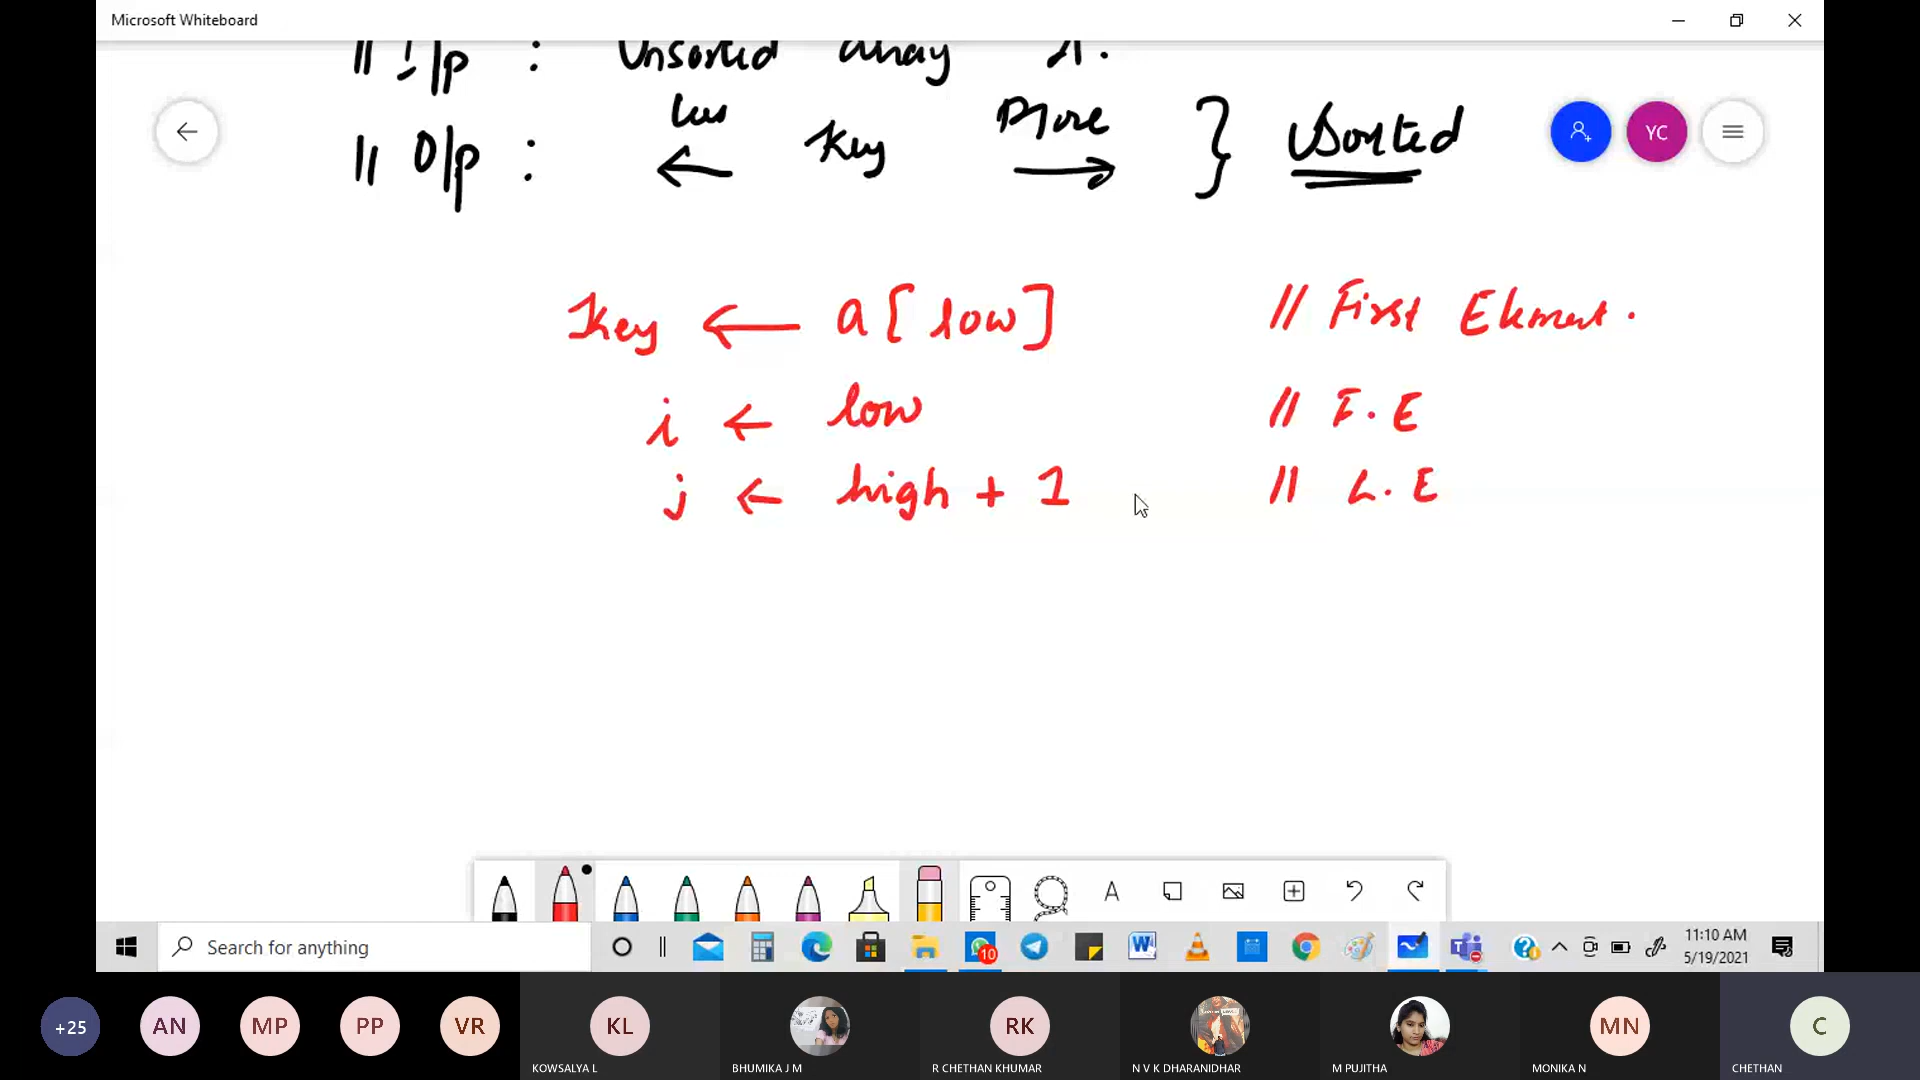 Microsoft Whiteboard
// I/p : Unsorted array A.
less More
// O/p : ← Key → } Sorted
YC
Key ← a[low] // First Element.
i ← low // F.E
j ← high + 1 // L.E
A
Search for anything
10
11:10 AM
5/19/2021
+25 AN MP PP VR KL RK MN C
KOWSALYA L BHUMIKA J M R CHETHAN KHUMAR N V K DHARANIDHAR M PUJITHA MONIKA N CHETHAN